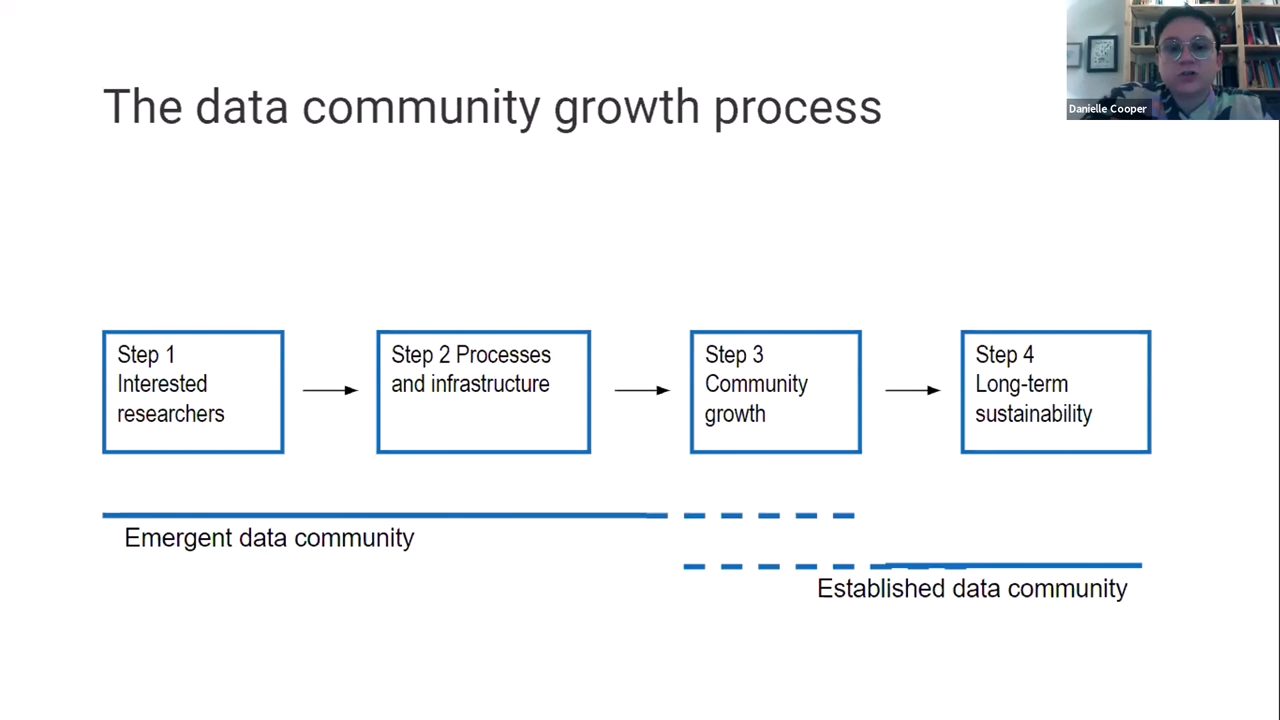 The data community growth process
Danielle Cooper
Step 1
Interested
researchers
Step 2 Processes
and infrastructure
Step 3
Community
growth
Step 4
Long-term
sustainability
Emergent data community
Established data community